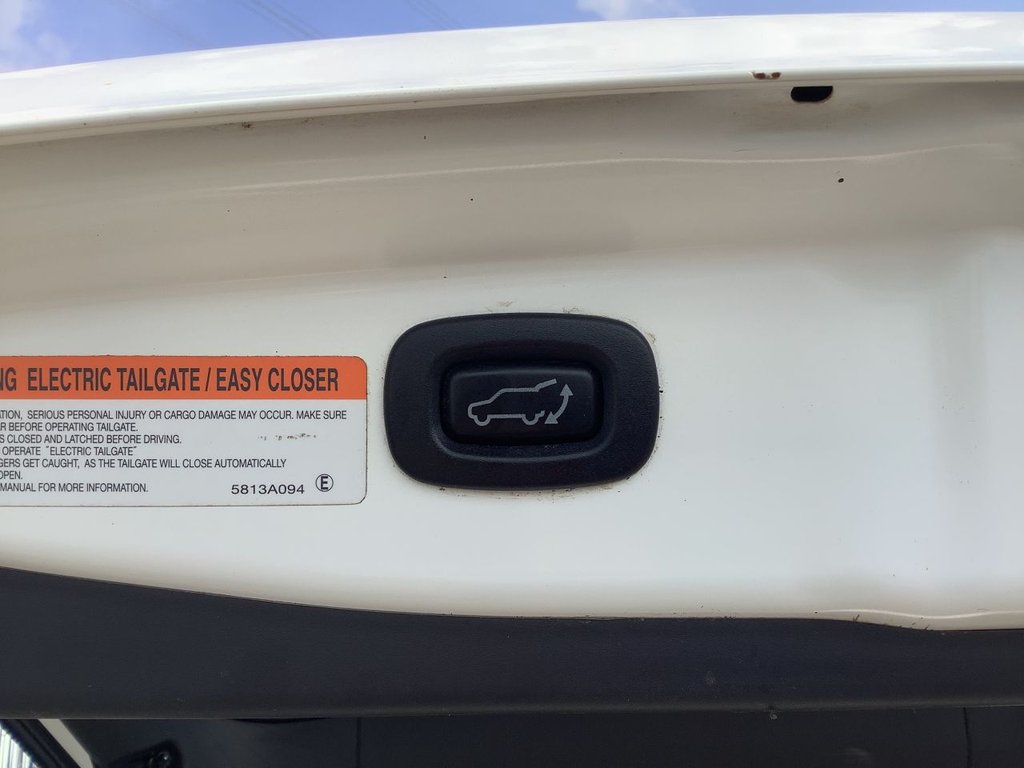 NG ELECTRIC TAILGATE / EASY CLOSER
ATION, SERIOUS PERSONAL INJURY OR CARGO DAMAGE MAY OCCUR. MAKE SURE
R BEFORE OPERATING TAILGATE.
S CLOSED AND LATCHED BEFORE DRIVING.
OPERATE "ELECTRIC TAILGATE"
GERS GET CAUGHT, AS THE TAILGATE WILL CLOSE AUTOMATICALLY
OPEN.
MANUAL FOR MORE INFORMATION.
5813A094 E